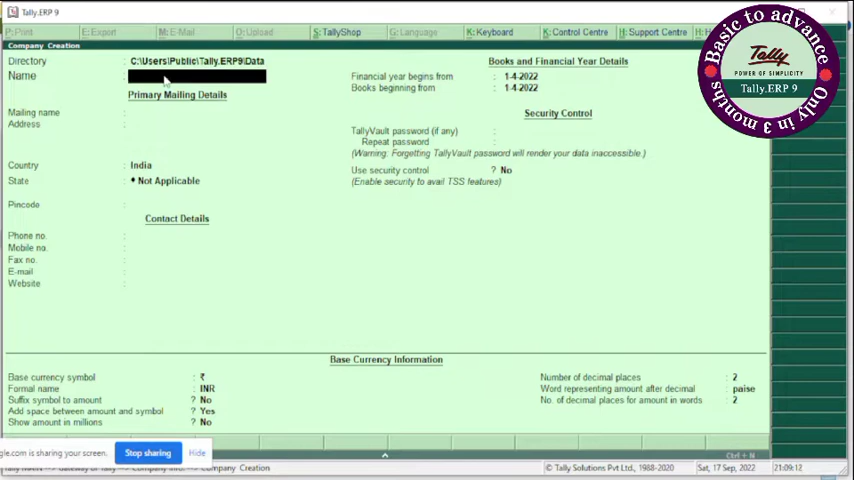 Tally.ERP 9
P: Print
E: Export
M: E-Mail
O: Upload
S: TallyShop
G: Language
K: Keyboard
K: Control Centre
H: Support Centre
Company Creation
Ctrl + M
Directory : C:\Users\Public\Tally.ERP9\Data
Name :
Primary Mailing Details
Mailing name :
Address :
Country : India
State : Not Applicable
Pincode :
Contact Details
Phone no. :
Mobile no. :
Fax no. :
E-mail :
Website :
Books and Financial Year Details
Financial year begins from : 1-4-2022
Books beginning from : 1-4-2022
Security Control
TallyVault password (if any) :
Repeat password :
(Warning: Forgetting TallyVault password will render your data inaccessible.)
Use security control ? No
(Enable security to avail TSS features)
Basic to advance
Tally
POWER OF SIMPLICITY
Tally.ERP 9
Only in 3 months
Base Currency Information
Base currency symbol : ₹
Formal name : INR
Suffix symbol to amount ? No
Add space between amount and symbol ? Yes
Show amount in millions ? No
Number of decimal places : 2
Word representing amount after decimal : paise
No. of decimal places for amount in words : 2
gle.com is sharing your screen.
Stop sharing
Hide
Ctrl + N
Creation
© Tally Solutions Pvt Ltd., 1988-2020
Sat, 17 Sep, 2022
21:09:12